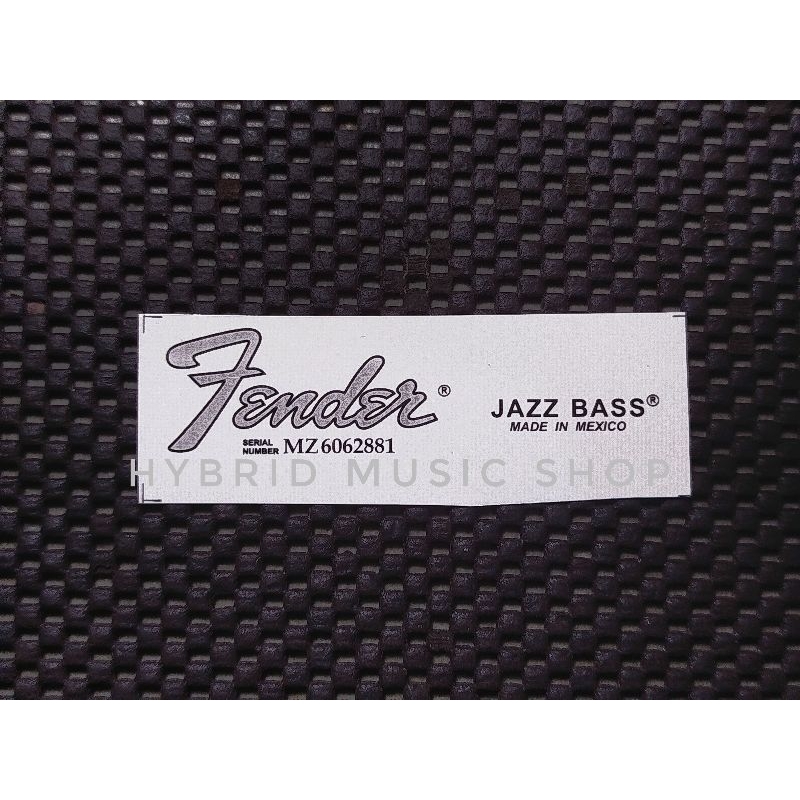 Fender®
JAZZ BASS®
MADE IN MEXICO
SERIAL
NUMBER MZ6062881
HYBRID MUSIC SHOP